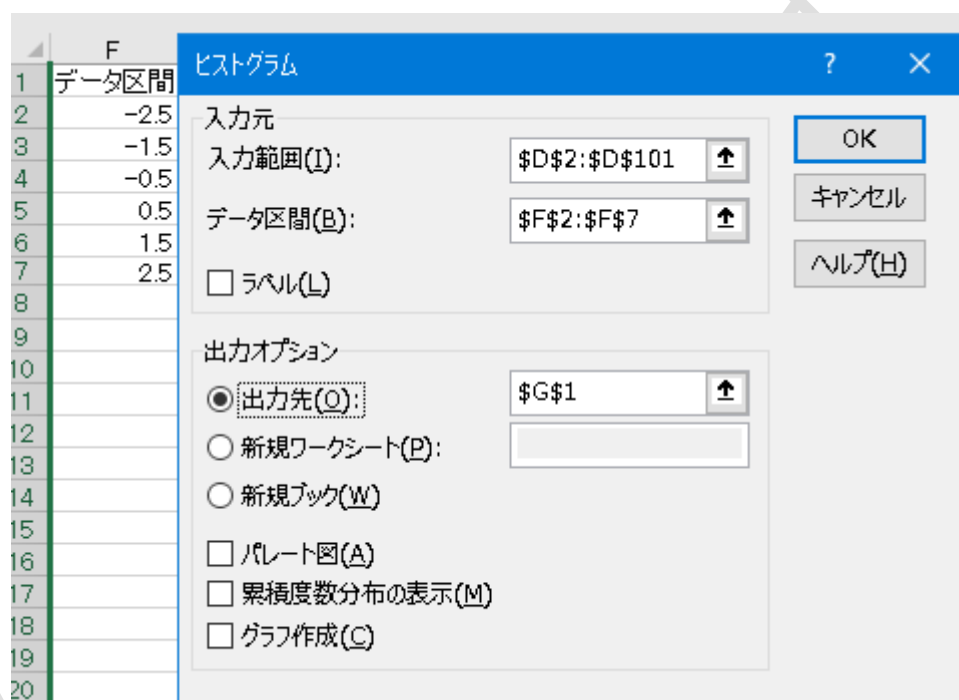 F
1 データ区間
2 -2.5
3 -1.5
4 -0.5
5 0.5
6 1.5
7 2.5
8
9
10
11
12
13
14
15
16
17
18
19
20
ヒストグラム ? ×
入力元
入力範囲(I): $D$2:$D$101
データ区間(B): $F$2:$F$7
ラベル(L)
出力オプション
出力先(O): $G$1
新規ワークシート(P):
新規ブック(W)
パレート図(A)
累積度数分布の表示(M)
グラフ作成(C)
OK
キャンセル
ヘルプ(H)